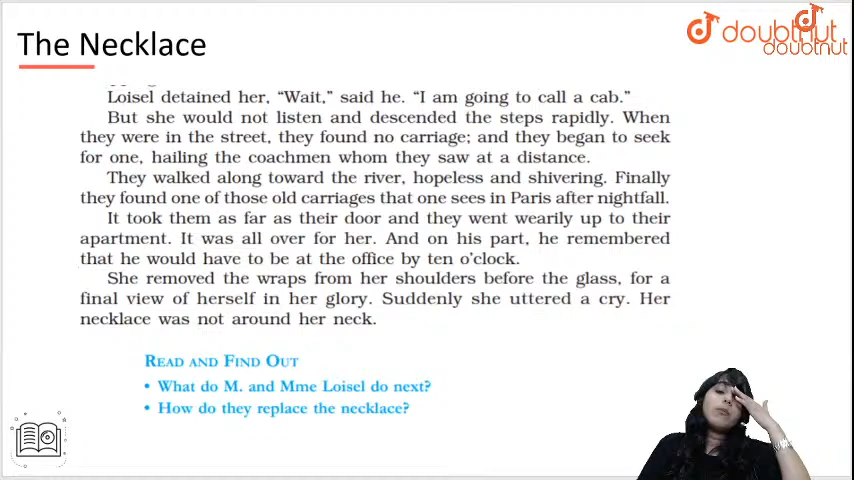 The Necklace
doubtnut
doubtnut
Loisel detained her, “Wait,” said he. “I am going to call a cab.”
But she would not listen and descended the steps rapidly. When
they were in the street, they found no carriage; and they began to seek
for one, hailing the coachmen whom they saw at a distance.
They walked along toward the river, hopeless and shivering. Finally
they found one of those old carriages that one sees in Paris after nightfall.
It took them as far as their door and they went wearily up to their
apartment. It was all over for her. And on his part, he remembered
that he would have to be at the office by ten o’clock.
She removed the wraps from her shoulders before the glass, for a
final view of herself in her glory. Suddenly she uttered a cry. Her
necklace was not around her neck.
READ AND FIND OUT
• What do M. and Mme Loisel do next?
• How do they replace the necklace?